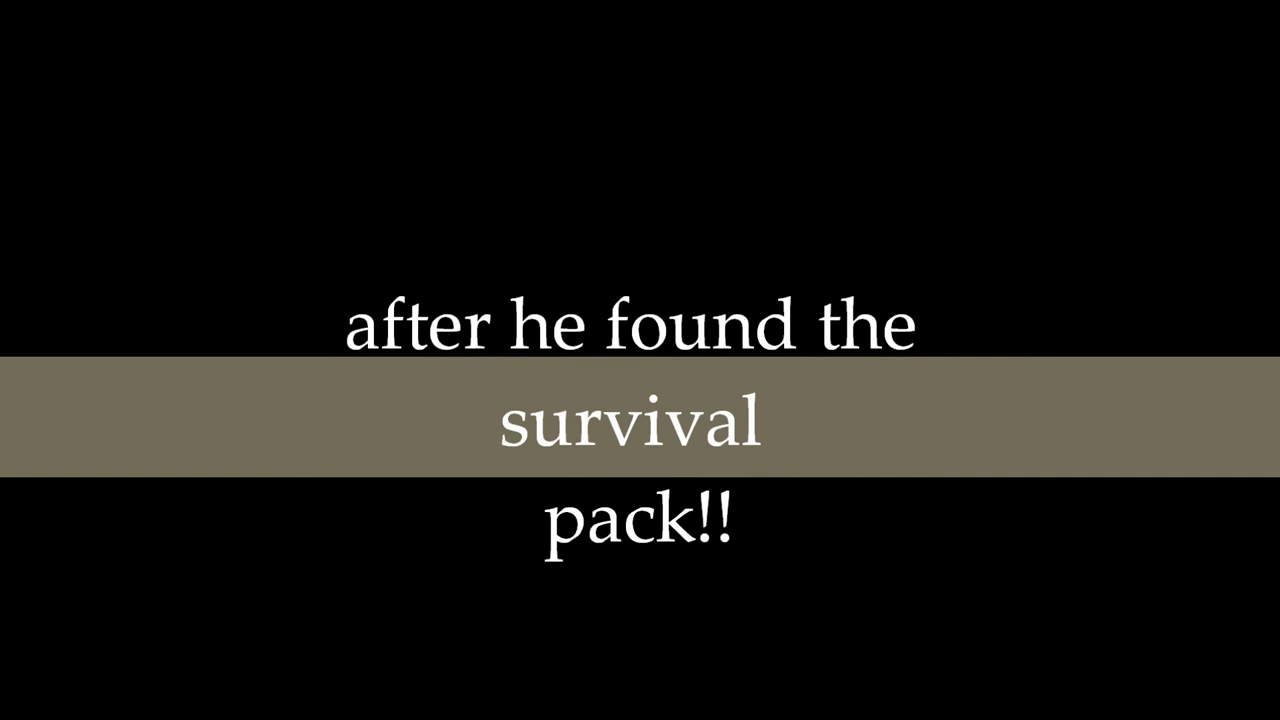 after he found the
survival
pack!!